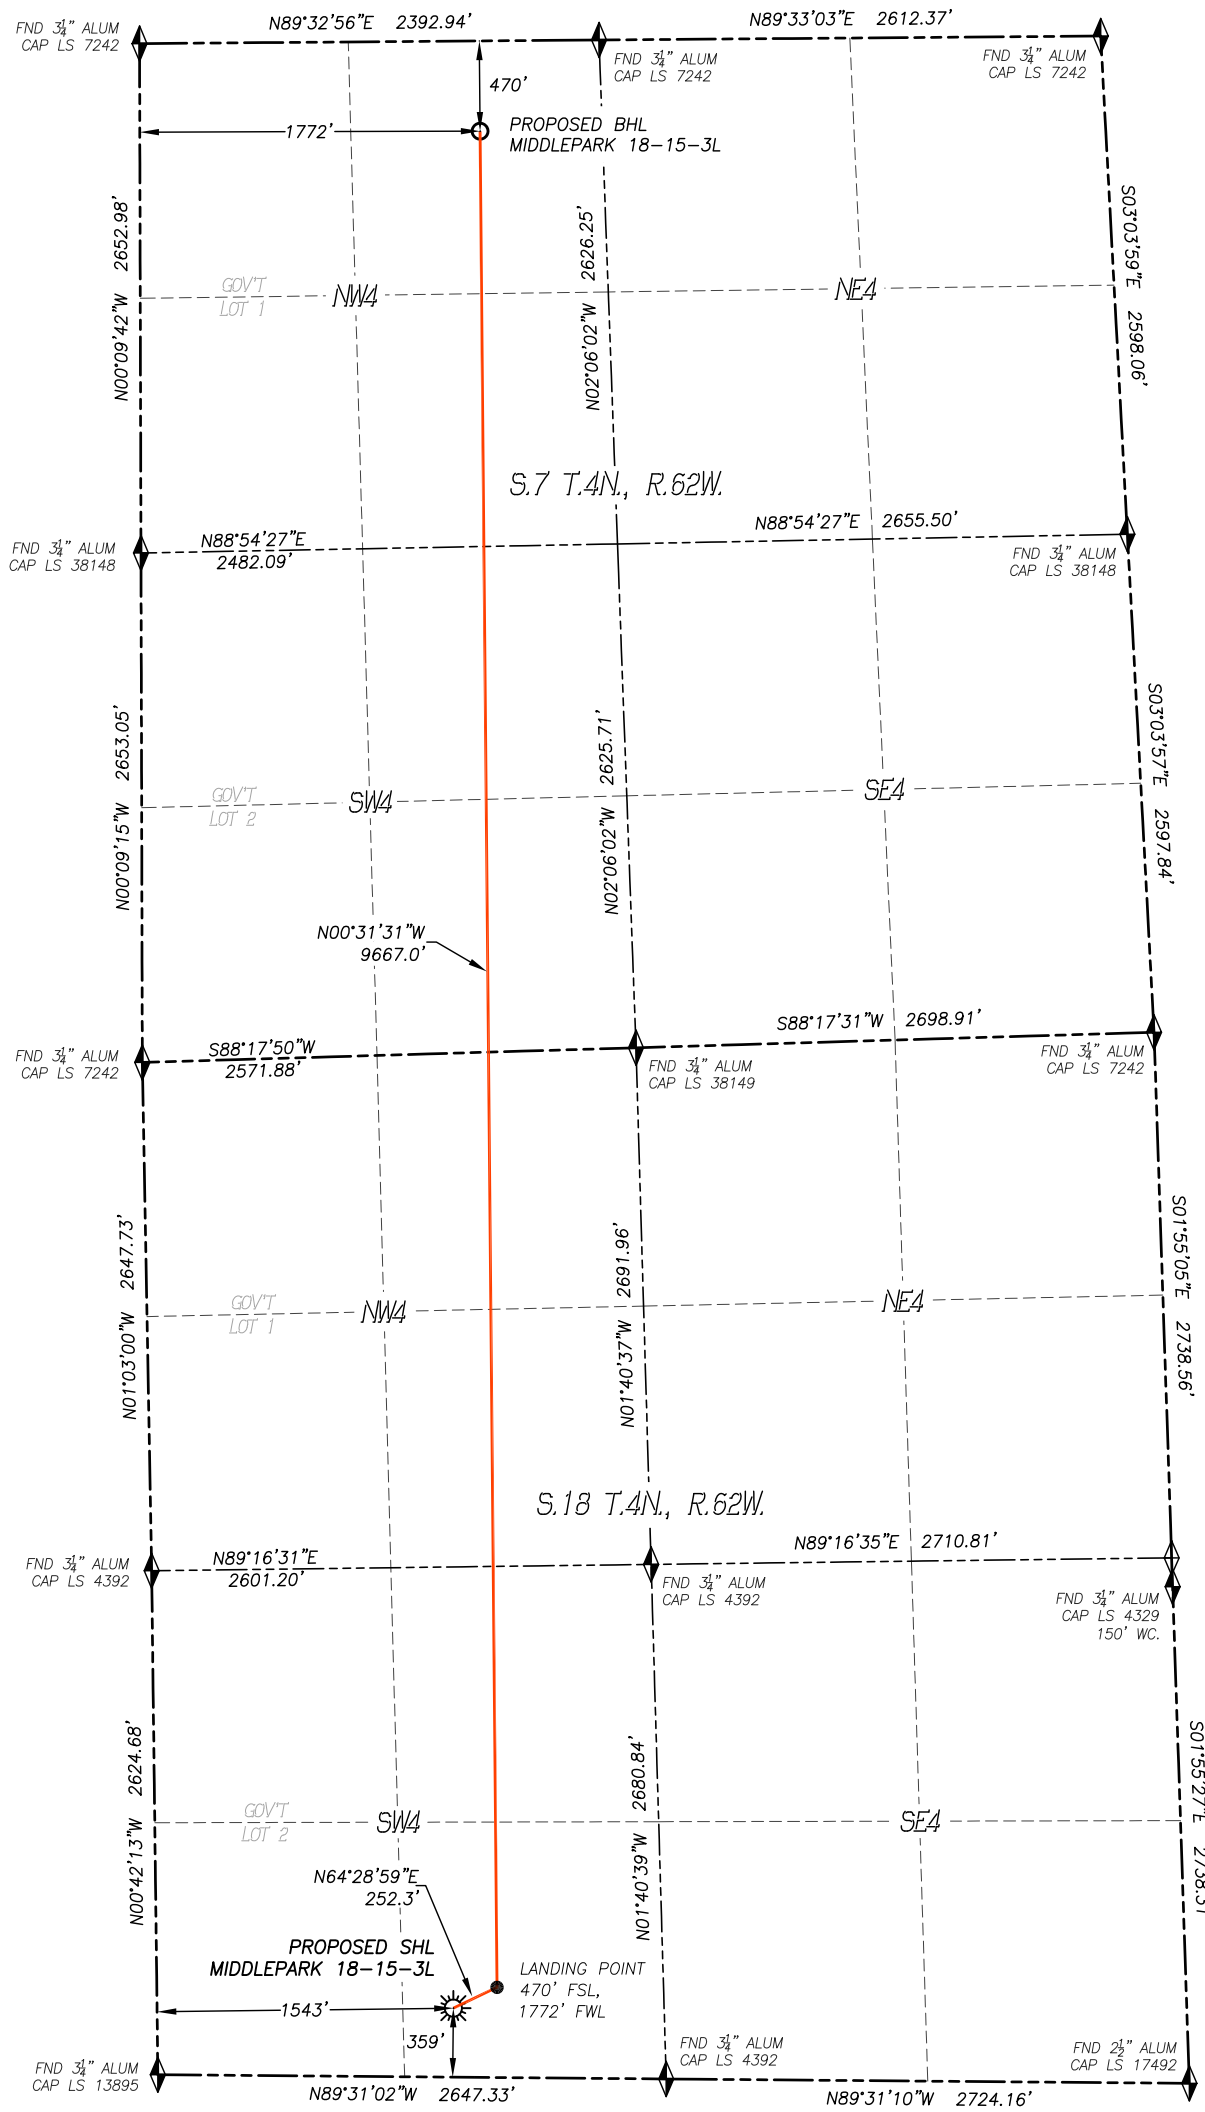 FND 3¼" ALUM
CAP LS 7242
N89°32'56"E 2392.94'
N89°33'03"E 2612.37'
FND 3¼" ALUM
CAP LS 7242
FND 3¼" ALUM
CAP LS 7242
470'
1772'
PROPOSED BHL
MIDDLEPARK 18-15-3L
N00°09'42"W 2652.98'
N02°06'02"W 2626.25'
S03°03'59"E 2598.06'
GOV'T
LOT 1
NW4
NE4
S.7 T.4N., R.62W.
FND 3¼" ALUM
CAP LS 38148
N88°54'27"E
2482.09'
N88°54'27"E 2655.50'
FND 3¼" ALUM
CAP LS 38148
N00°09'15"W 2653.05'
N02°06'02"W 2625.71'
S03°03'57"E 2597.84'
GOV'T
LOT 2
SW4
SE4
N00°31'31"W
9667.0'
FND 3¼" ALUM
CAP LS 7242
S88°17'50"W
2571.88'
S88°17'31"W 2698.91'
FND 3¼" ALUM
CAP LS 38149
FND 3¼" ALUM
CAP LS 7242
N01°03'00"W 2647.73'
N01°40'37"W 2691.96'
S01°55'05"E 2738.56'
GOV'T
LOT 1
NW4
NE4
S.18 T.4N., R.62W.
FND 3¼" ALUM
CAP LS 4392
N89°16'31"E
2601.20'
N89°16'35"E 2710.81'
FND 3¼" ALUM
CAP LS 4392
FND 3¼" ALUM
CAP LS 4329
150' WC.
N00°42'13"W 2624.68'
N01°40'39"W 2680.84'
S01°55'27"E 2738.31
GOV'T
LOT 2
SW4
SE4
N64°28'59"E
252.3'
PROPOSED SHL
MIDDLEPARK 18-15-3L
LANDING POINT
470' FSL,
1772' FWL
1543'
359'
FND 3¼" ALUM
CAP LS 13895
N89°31'02"W 2647.33'
FND 3¼" ALUM
CAP LS 4392
N89°31'10"W 2724.16'
FND 2½" ALUM
CAP LS 17492